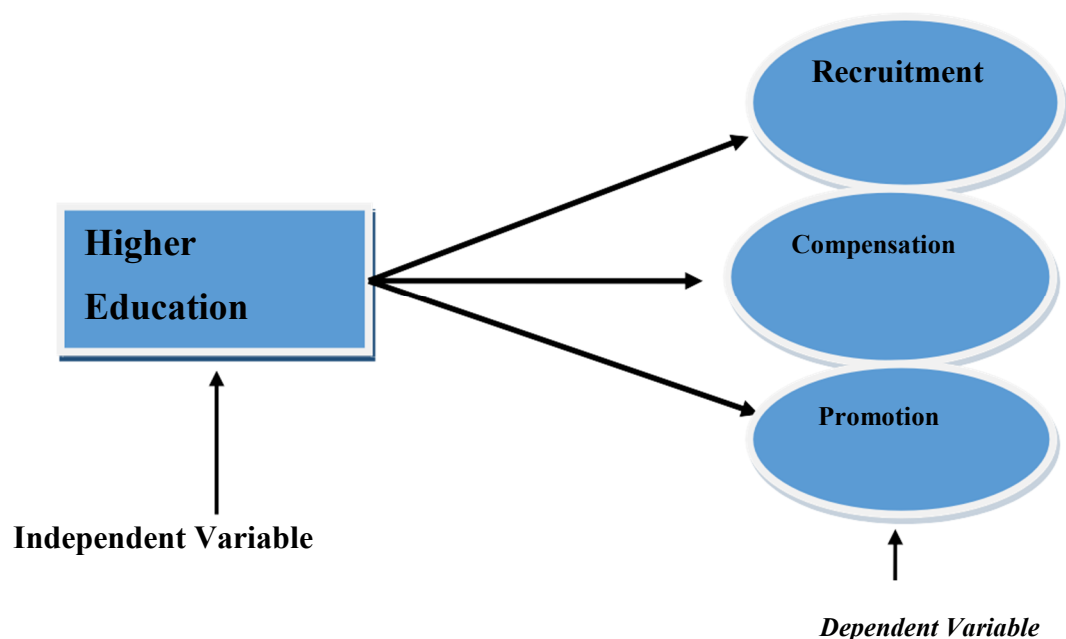 Recruitment
Higher
Education
Compensation
Promotion
Independent Variable
Dependent Variable